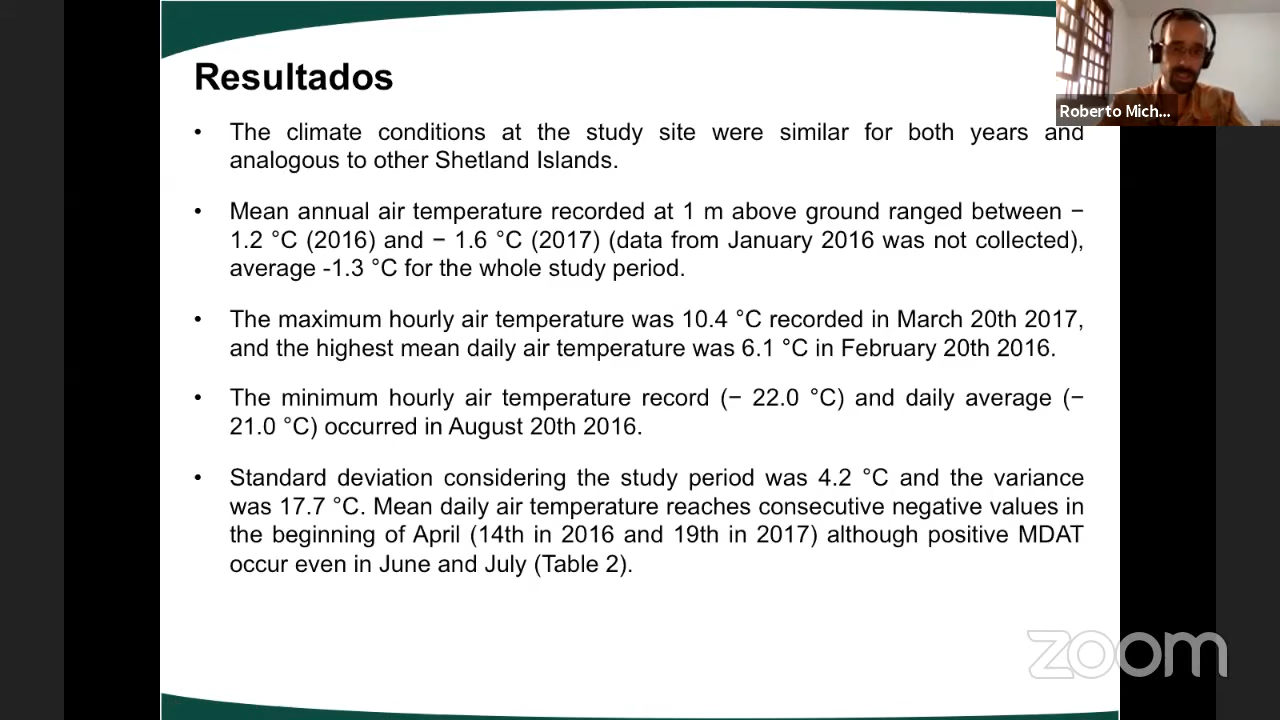 Resultados
• The climate conditions at the study site were similar for both years and
analogous to other Shetland Islands.
• Mean annual air temperature recorded at 1 m above ground ranged between −
1.2 °C (2016) and − 1.6 °C (2017) (data from January 2016 was not collected),
average -1.3 °C for the whole study period.
• The maximum hourly air temperature was 10.4 °C recorded in March 20th 2017,
and the highest mean daily air temperature was 6.1 °C in February 20th 2016.
• The minimum hourly air temperature record (− 22.0 °C) and daily average (−
21.0 °C) occurred in August 20th 2016.
• Standard deviation considering the study period was 4.2 °C and the variance
was 17.7 °C. Mean daily air temperature reaches consecutive negative values in
the beginning of April (14th in 2016 and 19th in 2017) although positive MDAT
occur even in June and July (Table 2).
Roberto Mich...
zoom